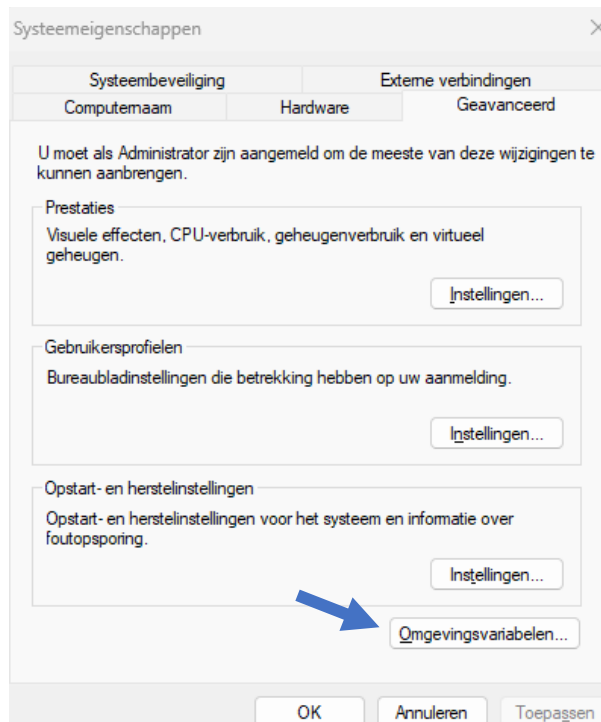 Systeemeigenschappen
Systeembeveiliging Externe verbindingen
Computernaam Hardware Geavanceerd
U moet als Administrator zijn aangemeld om de meeste van deze wijzigingen te
kunnen aanbrengen.
Prestaties
Visuele effecten, CPU-verbruik, geheugenverbruik en virtueel
geheugen.
Instellingen...
Gebruikersprofielen
Bureaubladinstellingen die betrekking hebben op uw aanmelding.
Instellingen...
Opstart- en herstelinstellingen
Opstart- en herstelinstellingen voor het systeem en informatie over
foutopsporing.
Instellingen...
Omgevingsvariabelen...
OK Annuleren Toepassen